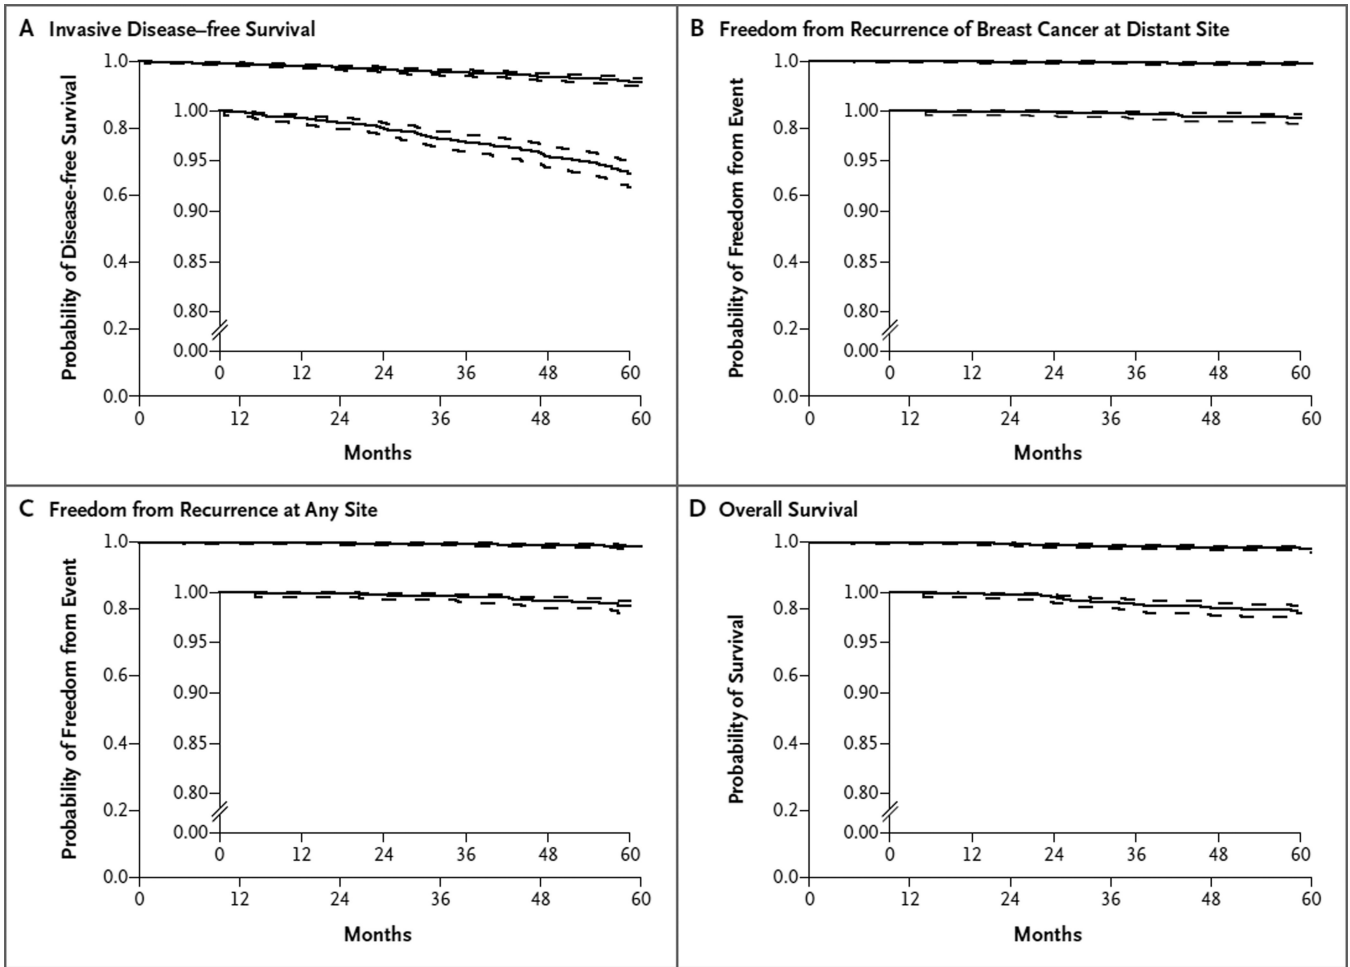 A Invasive Disease–free Survival
Probability of Disease-free Survival
1.0
0.8
0.6
0.4
0.2
0.0
1.00
0.95
0.90
0.85
0.80
0.00
0 12 24 36 48 60
0 12 24 36 48 60
Months
B Freedom from Recurrence of Breast Cancer at Distant Site
Probability of Freedom from Event
1.0
0.8
0.6
0.4
0.2
0.0
1.00
0.95
0.90
0.85
0.80
0.00
0 12 24 36 48 60
0 12 24 36 48 60
Months
C Freedom from Recurrence at Any Site
Probability of Freedom from Event
1.0
0.8
0.6
0.4
0.2
0.0
1.00
0.95
0.90
0.85
0.80
0.00
0 12 24 36 48 60
0 12 24 36 48 60
Months
D Overall Survival
Probability of Survival
1.0
0.8
0.6
0.4
0.2
0.0
1.00
0.95
0.90
0.85
0.80
0.00
0 12 24 36 48 60
0 12 24 36 48 60
Months